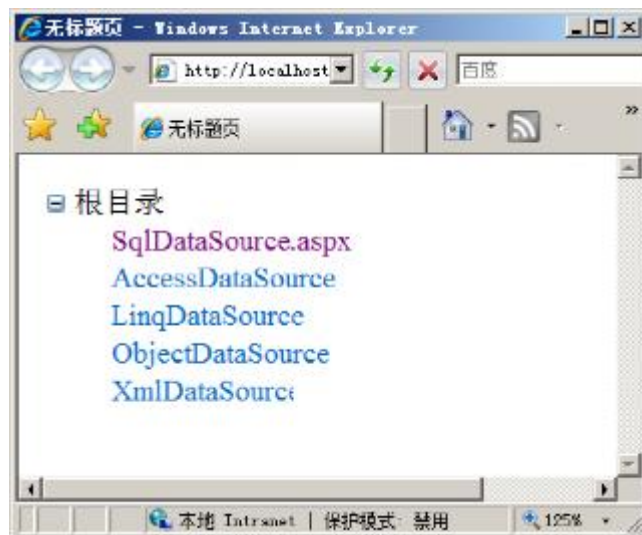 无标题页 - Windows Internet Explorer
http://localhost
百度
无标题页
»
根目录
SqlDataSource.aspx
AccessDataSource
LinqDataSource
ObjectDataSource
XmlDataSource
本地 Intranet | 保护模式: 禁用
125%